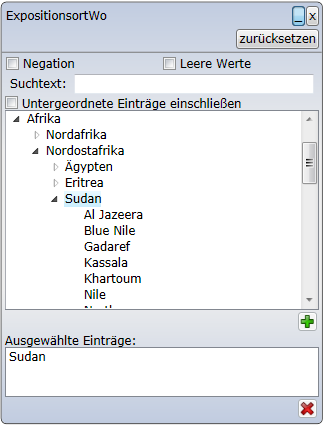 ExpositionsortWo
_ x
zurücksetzen
Negation Leere Werte
Suchtext:
Untergeordnete Einträge einschließen
Afrika
Nordafrika
Nordostafrika
Ägypten
Eritrea
Sudan
Al Jazeera
Blue Nile
Gadaref
Kassala
Khartoum
Nile
Ausgewählte Einträge:
Sudan